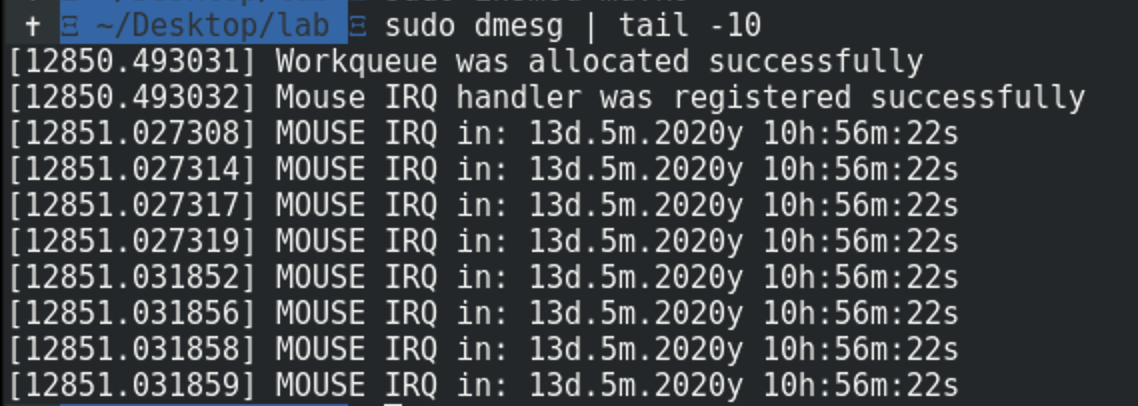 † Ξ ~/Desktop/lab Ξ sudo dmesg | tail -10
[12850.493031] Workqueue was allocated successfully
[12850.493032] Mouse IRQ handler was registered successfully
[12851.027308] MOUSE IRQ in: 13d.5m.2020y 10h:56m:22s
[12851.027314] MOUSE IRQ in: 13d.5m.2020y 10h:56m:22s
[12851.027317] MOUSE IRQ in: 13d.5m.2020y 10h:56m:22s
[12851.027319] MOUSE IRQ in: 13d.5m.2020y 10h:56m:22s
[12851.031852] MOUSE IRQ in: 13d.5m.2020y 10h:56m:22s
[12851.031856] MOUSE IRQ in: 13d.5m.2020y 10h:56m:22s
[12851.031858] MOUSE IRQ in: 13d.5m.2020y 10h:56m:22s
[12851.031859] MOUSE IRQ in: 13d.5m.2020y 10h:56m:22s